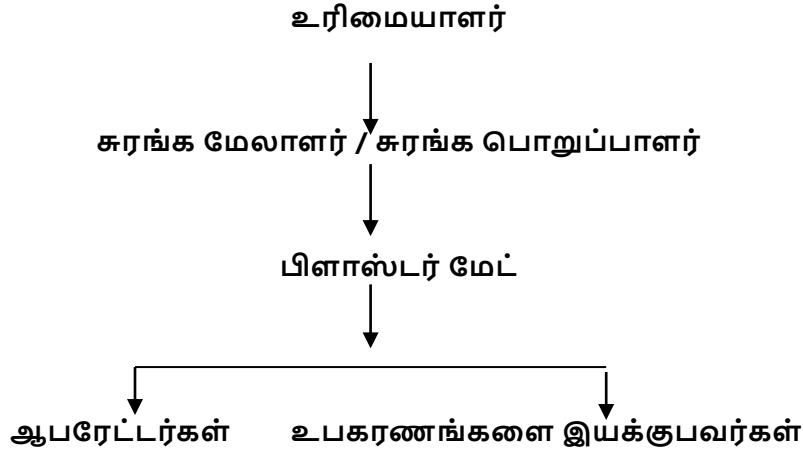 உரிமையாளர்
சுரங்க மேலாளர் / சுரங்க பொறுப்பாளர்
பிளாஸ்டர் மேட்
ஆபரேட்டர்கள் உபகரணங்களை இயக்குபவர்கள்